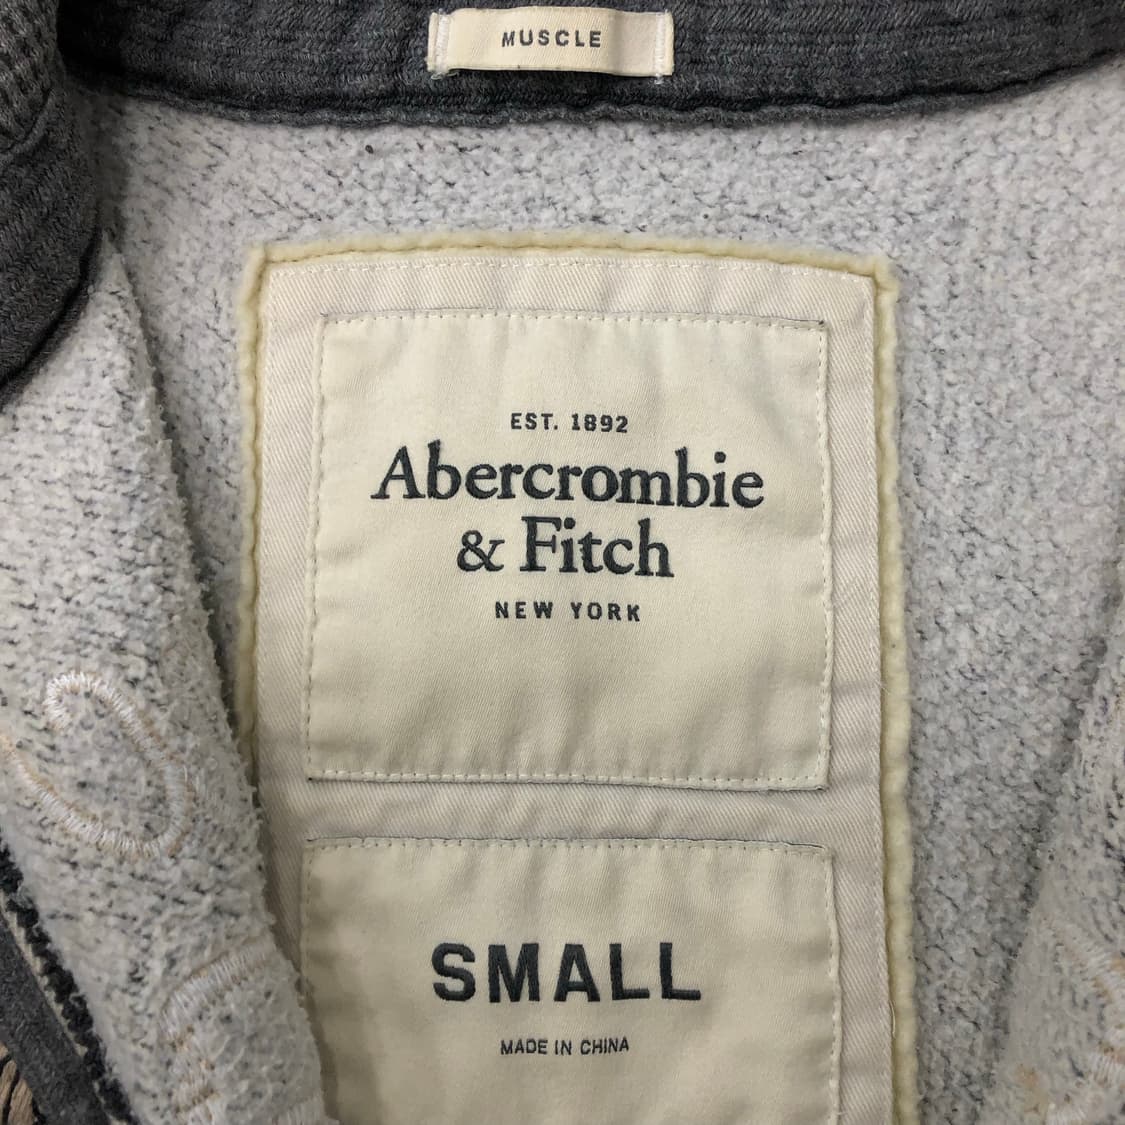 MUSCLE
EST. 1892
Abercrombie
& Fitch
NEW YORK
SMALL
MADE IN CHINA